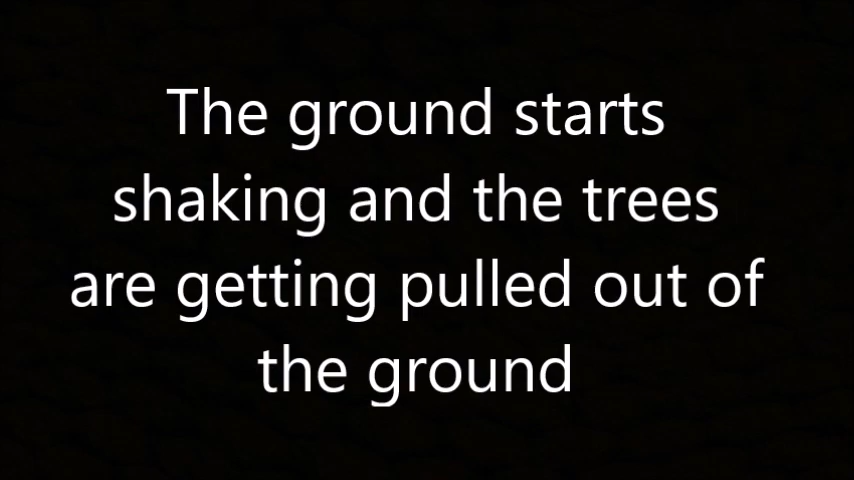 The ground starts
shaking and the trees
are getting pulled out of
the ground